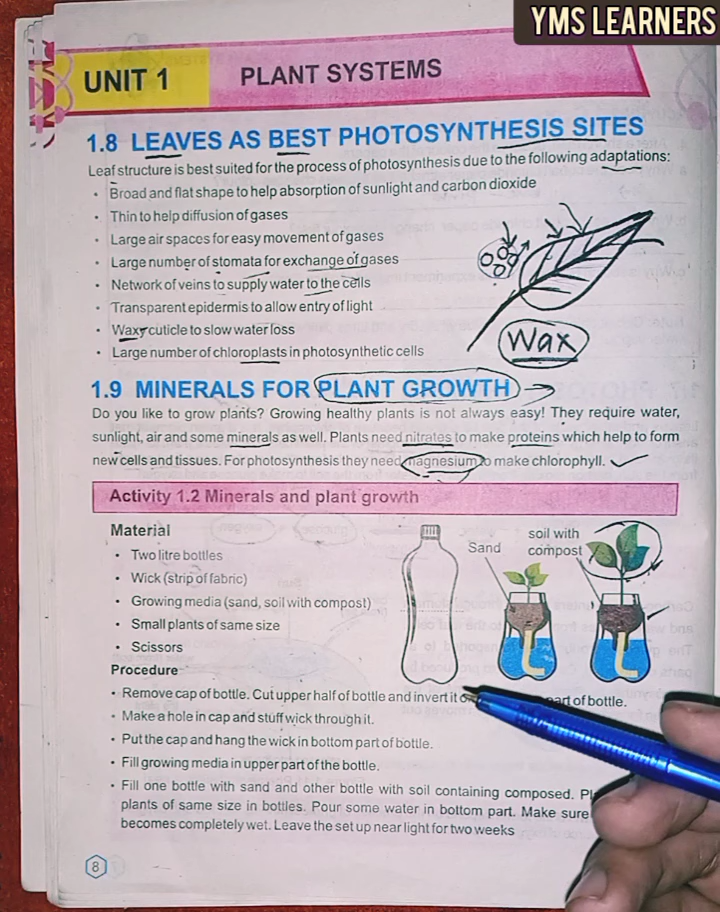 YMS LEARNERS
UNIT 1 PLANT SYSTEMS
1.8 LEAVES AS BEST PHOTOSYNTHESIS SITES
Leaf structure is best suited for the process of photosynthesis due to the following adaptations:
• Broad and flat shape to help absorption of sunlight and carbon dioxide
• Thin to help diffusion of gases
• Large air spaces for easy movement of gases
• Large number of stomata for exchange of gases
• Network of veins to supply water to the cells
• Transparent epidermis to allow entry of light
• Waxy cuticle to slow water loss
• Large number of chloroplasts in photosynthetic cells
Wax
1.9 MINERALS FOR PLANT GROWTH
Do you like to grow plants? Growing healthy plants is not always easy! They require water,
sunlight, air and some minerals as well. Plants need nitrates to make proteins which help to form
new cells and tissues. For photosynthesis they need magnesium to make chlorophyll.
Activity 1.2 Minerals and plant growth
Material
• Two litre bottles
• Wick (strip of fabric)
• Growing media (sand, soil with compost)
• Small plants of same size
• Scissors
Sand
soil with
compost
Procedure
• Remove cap of bottle. Cut upper half of bottle and invert it part of bottle.
• Make a hole in cap and stuff wick through it.
• Put the cap and hang the wick in bottom part of bottle.
• Fill growing media in upper part of the bottle.
• Fill one bottle with sand and other bottle with soil containing composed.
plants of same size in bottles. Pour some water in bottom part. Make sure
becomes completely wet. Leave the set up near light for two weeks
8